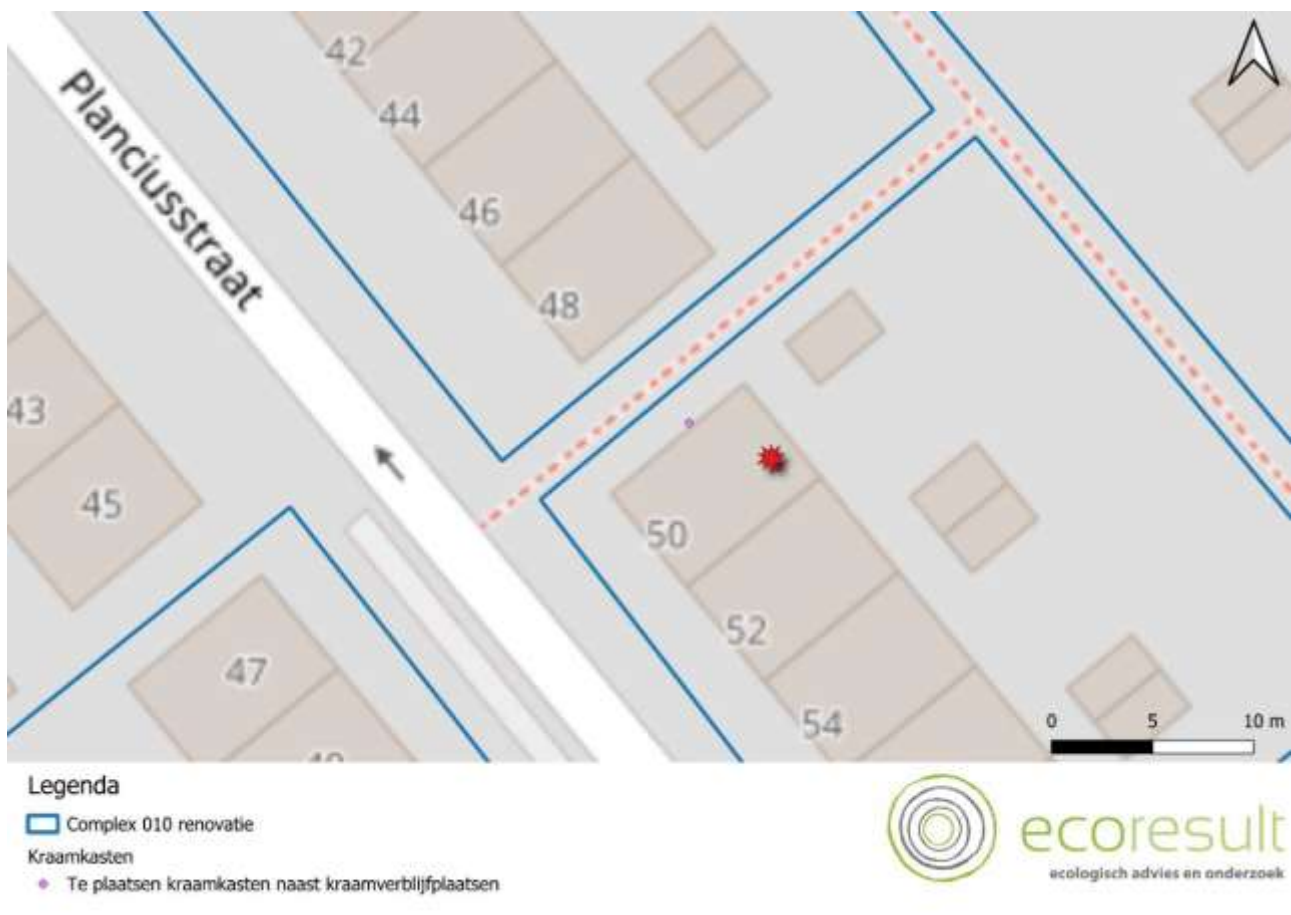 42
44
Planciusstraat
46
48
43
45
50
47
52
54
0 5 10 m
Legenda
Complex 010 renovatie
Kraamkasten
Te plaatsen kraamkasten naast kraamverblijfplaatsen
ecoresult
ecologisch advies en onderzoek